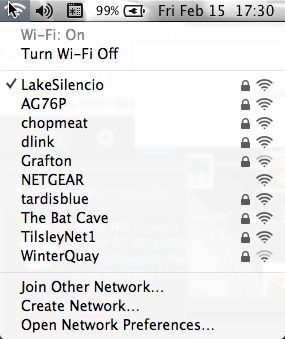 99% Fri Feb 15 17:30
Wi-Fi: On
Turn Wi-Fi Off
LakeSilencio
AG76P
chopmeat
dlink
Grafton
NETGEAR
tardisblue
The Bat Cave
TilsleyNet1
WinterQuay
Join Other Network...
Create Network...
Open Network Preferences...